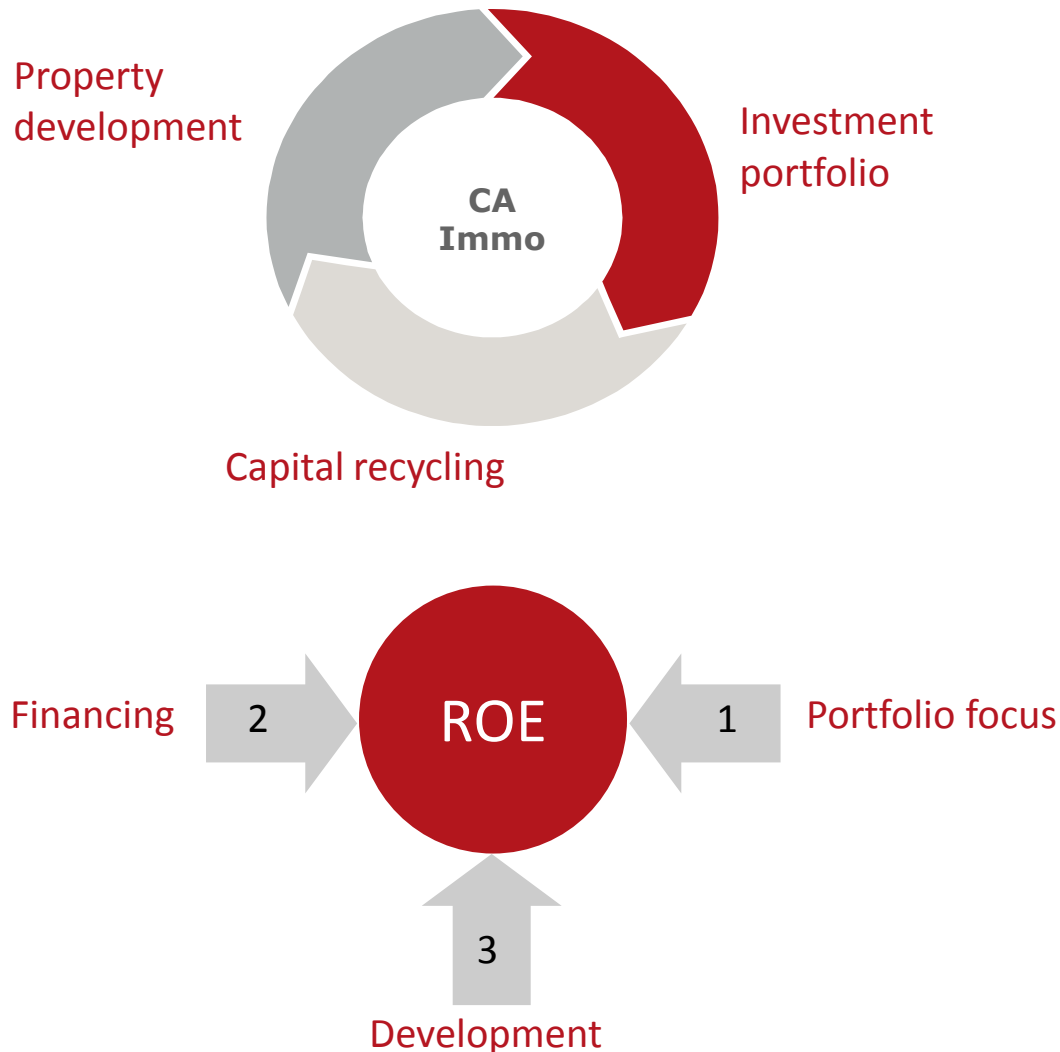 Property
development
Investment
portfolio
CA
Immo
Capital recycling
Financing
2
ROE
1
Portfolio focus
3
Development